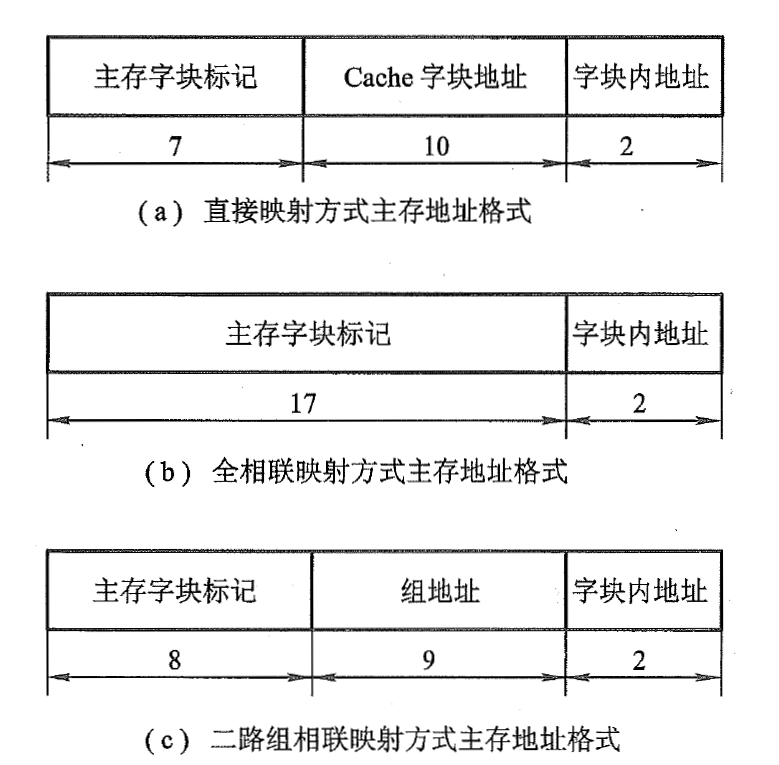 主存字块标记 Cache 字块地址 字块内地址
7 10 2
(a) 直接映射方式主存地址格式
主存字块标记 字块内地址
17 2
(b) 全相联映射方式主存地址格式
主存字块标记 组地址 字块内地址
8 9 2
(c) 二路组相联映射方式主存地址格式